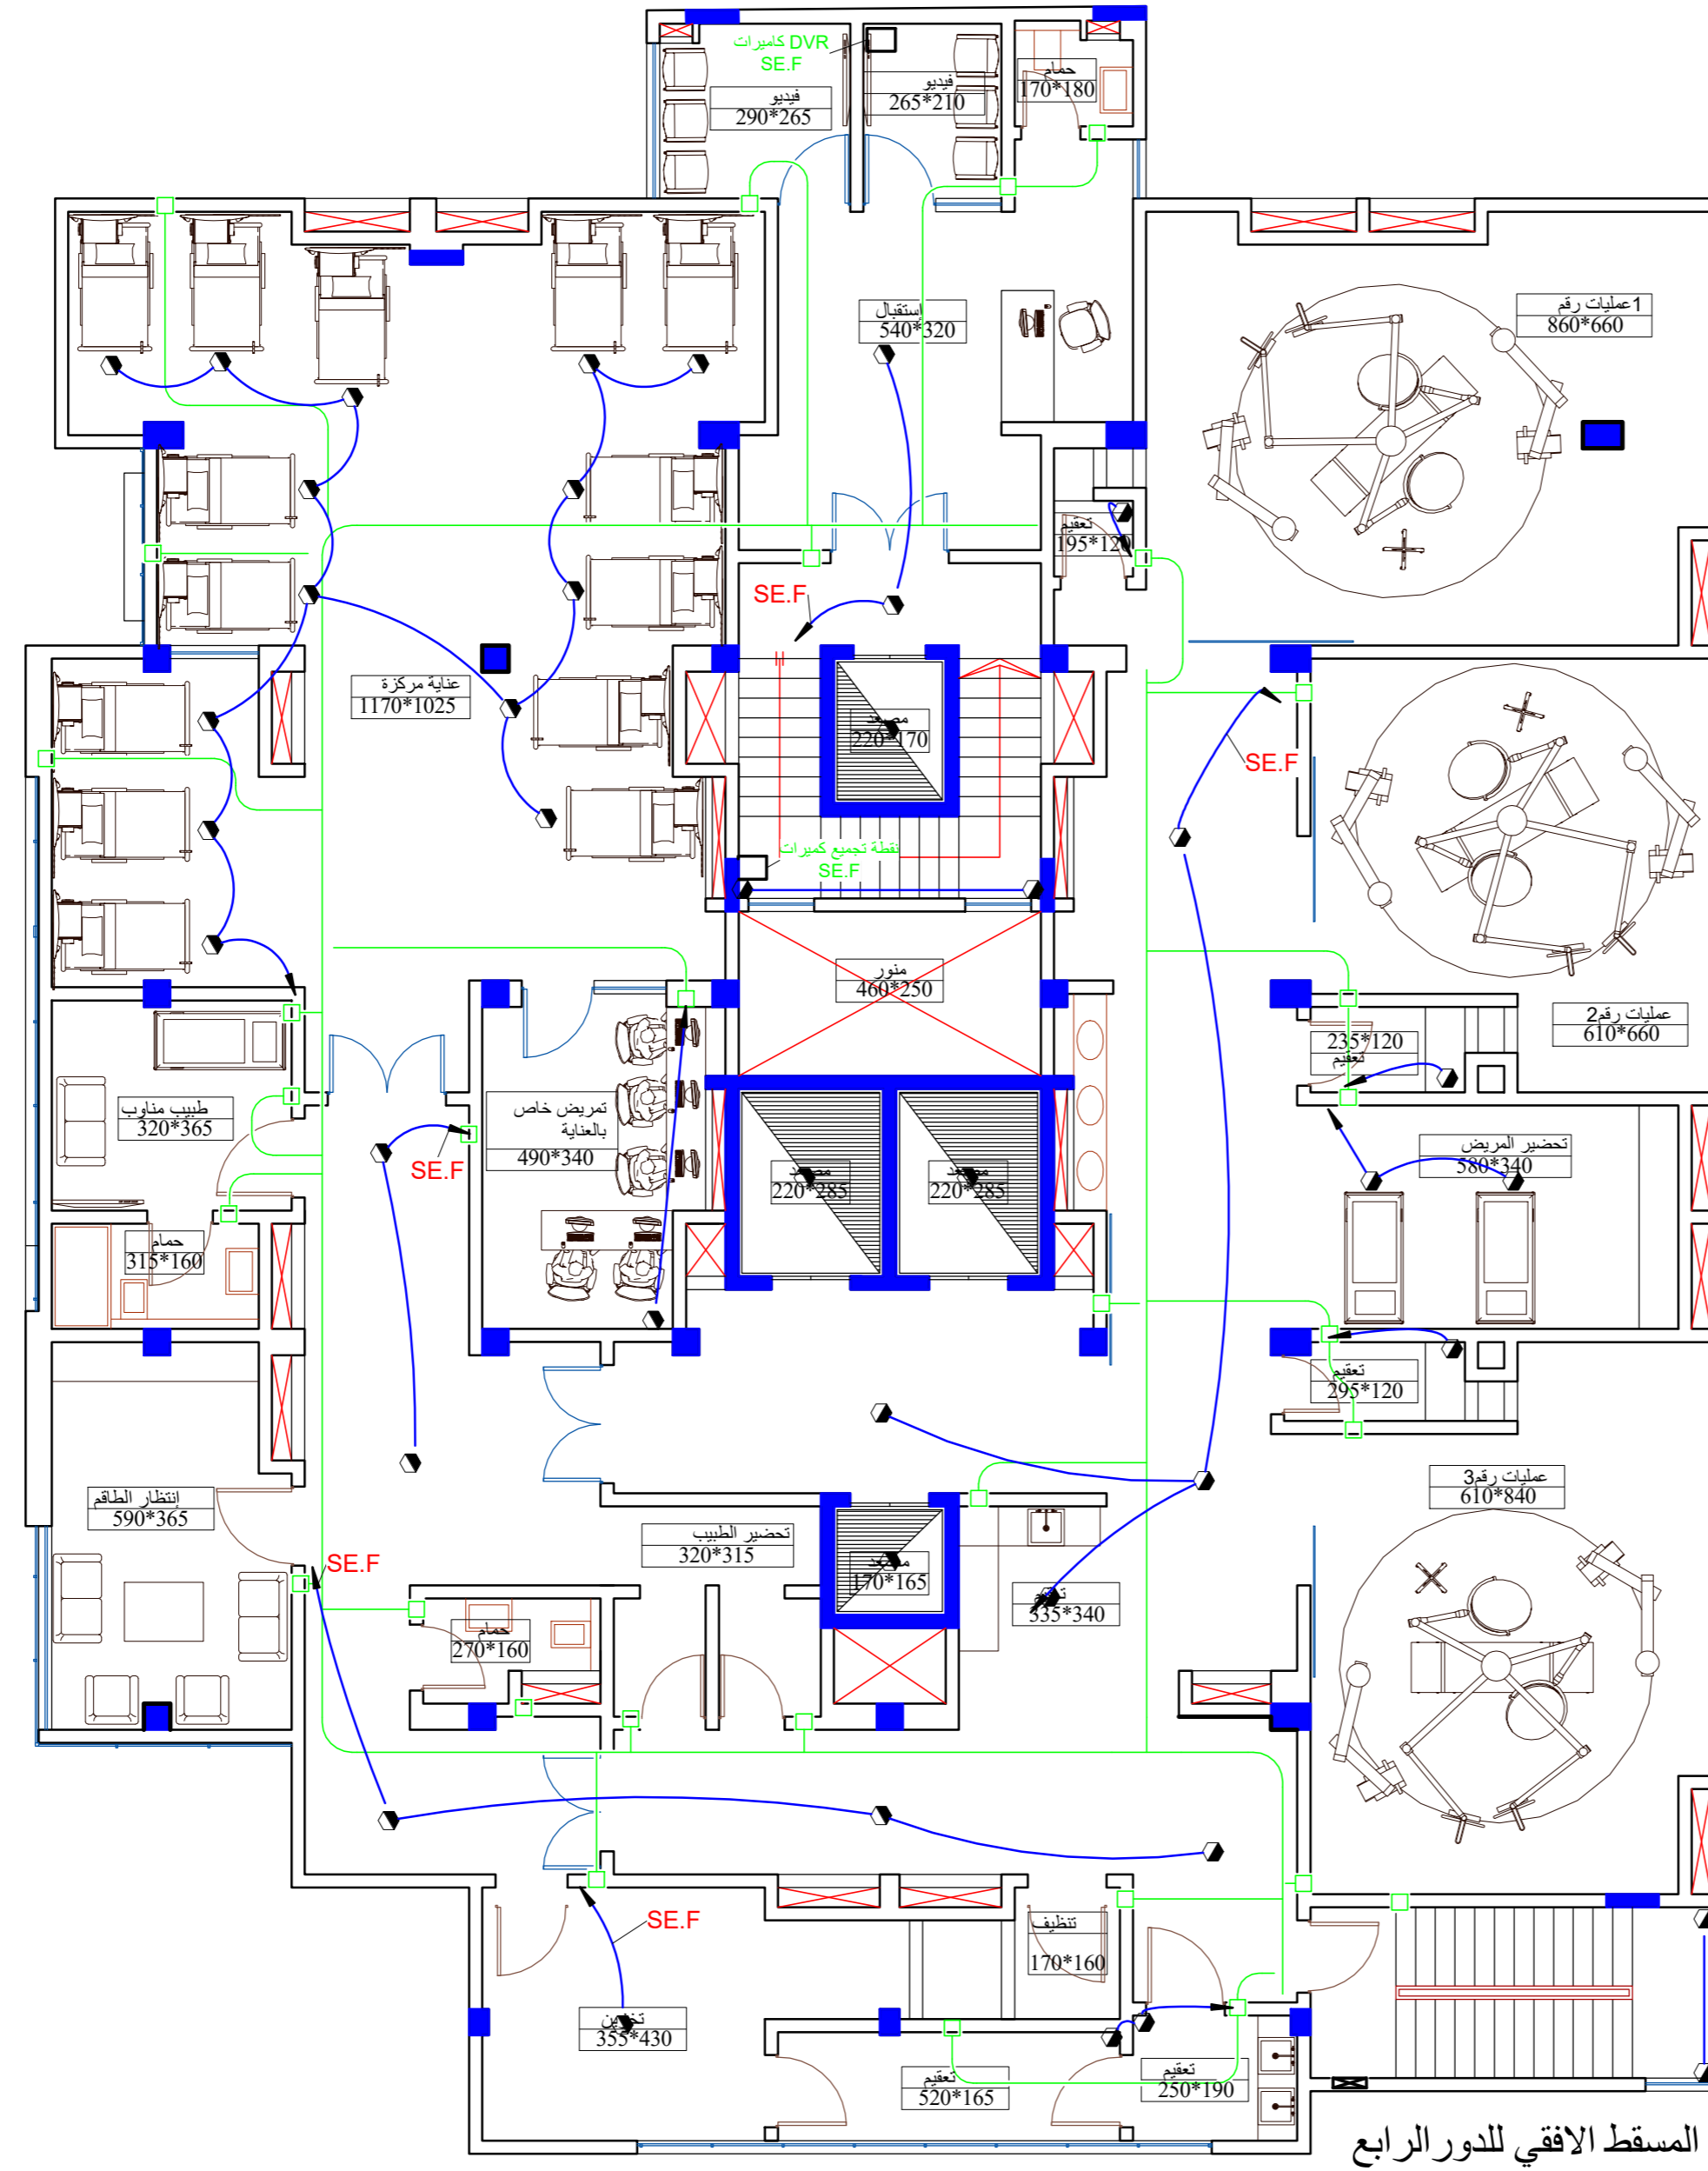 DVR كاميرات
SE.F
فيديو
290*265
فيديو
265*210
حمام
170*180
إستقبال
540*320
1عمليات رقم
860*660
تعقيم
195*120
SE.F
عناية مركزة
1170*1025
مصعد
220*170
SE.F
نقطة تجميع كميرات
SE.F
منور
460*250
عمليات رقم2
610*660
235*120
تعقيم
طبيب مناوب
320*365
تمريض خاص
بالعناية
490*340
SE.F
تحضير المريض
580*340
مصعد
220*285
مصعد
220*285
حمام
315*160
تعقيم
295*120
إنتظار الطاقم
590*365
عمليات رقم3
610*840
تحضير الطبيب
320*315
مصعد
170*165
تعقيم
335*340
SE.F
حمام
270*160
SE.F
تنظيف
170*160
تخزين
355*430
تعقيم
520*165
تعقيم
250*190
المسقط الافقي للدور الرابع